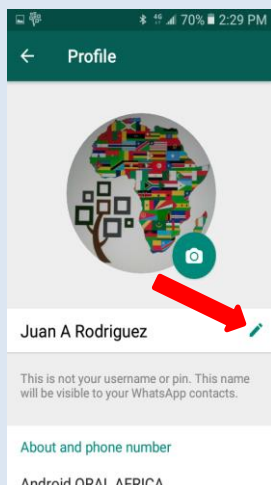 70% 2:29 PM
Profile
Juan A Rodriguez
This is not your username or pin. This name
will be visible to your WhatsApp contacts.
About and phone number
Android ORAL AFRICA